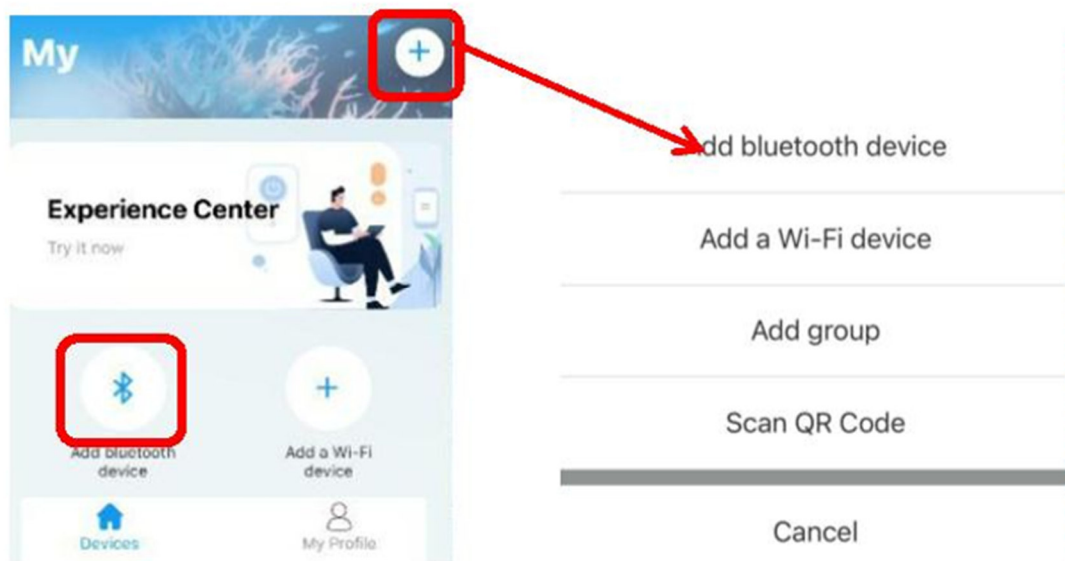 My
Experience Center
Try it now
Add bluetooth
device
Add a Wi-Fi
device
Devices
My Profile
Add bluetooth device
Add a Wi-Fi device
Add group
Scan QR Code
Cancel